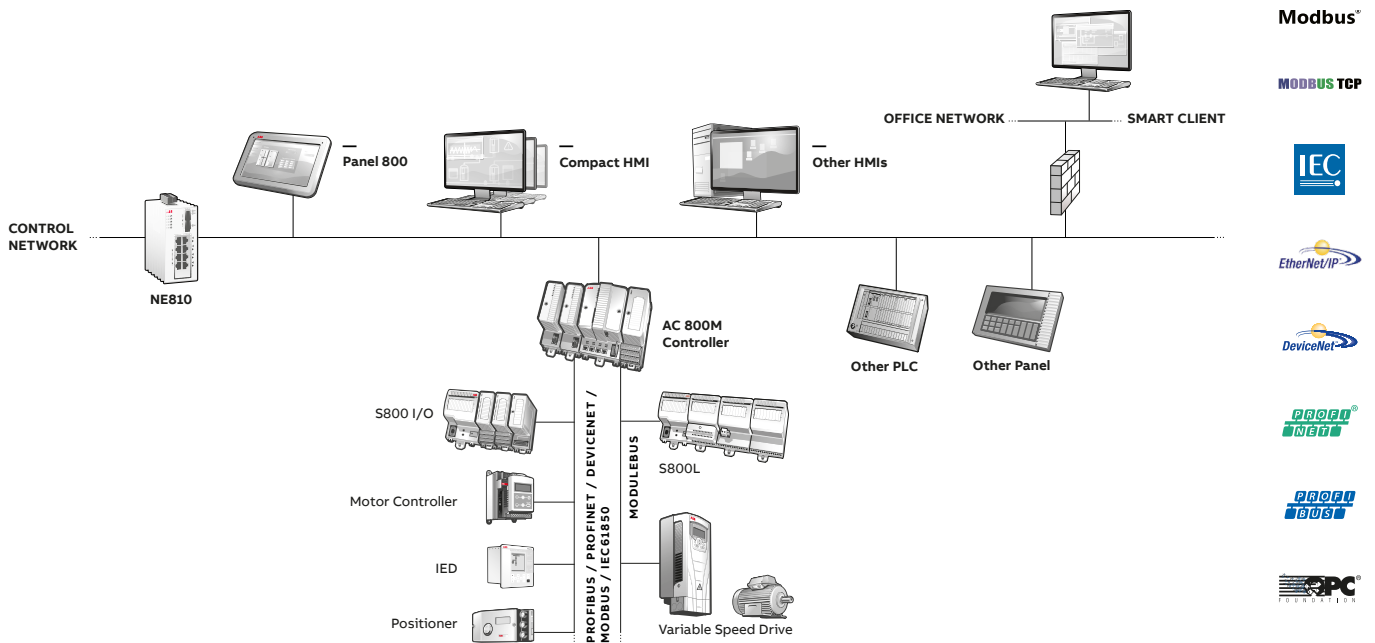 Modbus®
MODBUS TCP
OFFICE NETWORK
SMART CLIENT
Panel 800
Compact HMI
Other HMIs
IEC
CONTROL
NETWORK
EtherNet/IP
NE810
AC 800M
Controller
DeviceNet
Other PLC
Other Panel
S800 I/O
PROFI®
NET
S800L
PROFIBUS / PROFINET / DEVICENET /
MODBUS / IEC61850
MODULEBUS
Motor Controller
PROFI
BUS
IED
OPC®
FOUNDATION
Positioner
Variable Speed Drive